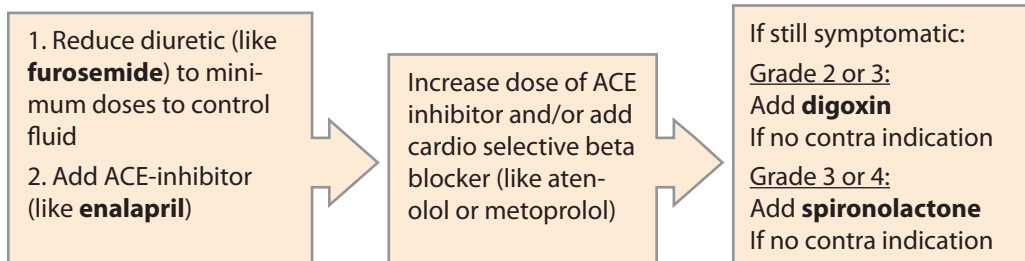 1. Reduce diuretic (like
furosemide) to mini-
mum doses to control
fluid
2. Add ACE-inhibitor
(like enalapril)
Increase dose of ACE
inhibitor and/or add
cardio selective beta
blocker (like aten-
olol or metoprolol)
If still symptomatic:
Grade 2 or 3:
Add digoxin
If no contra indication
Grade 3 or 4:
Add spironolactone
If no contra indication